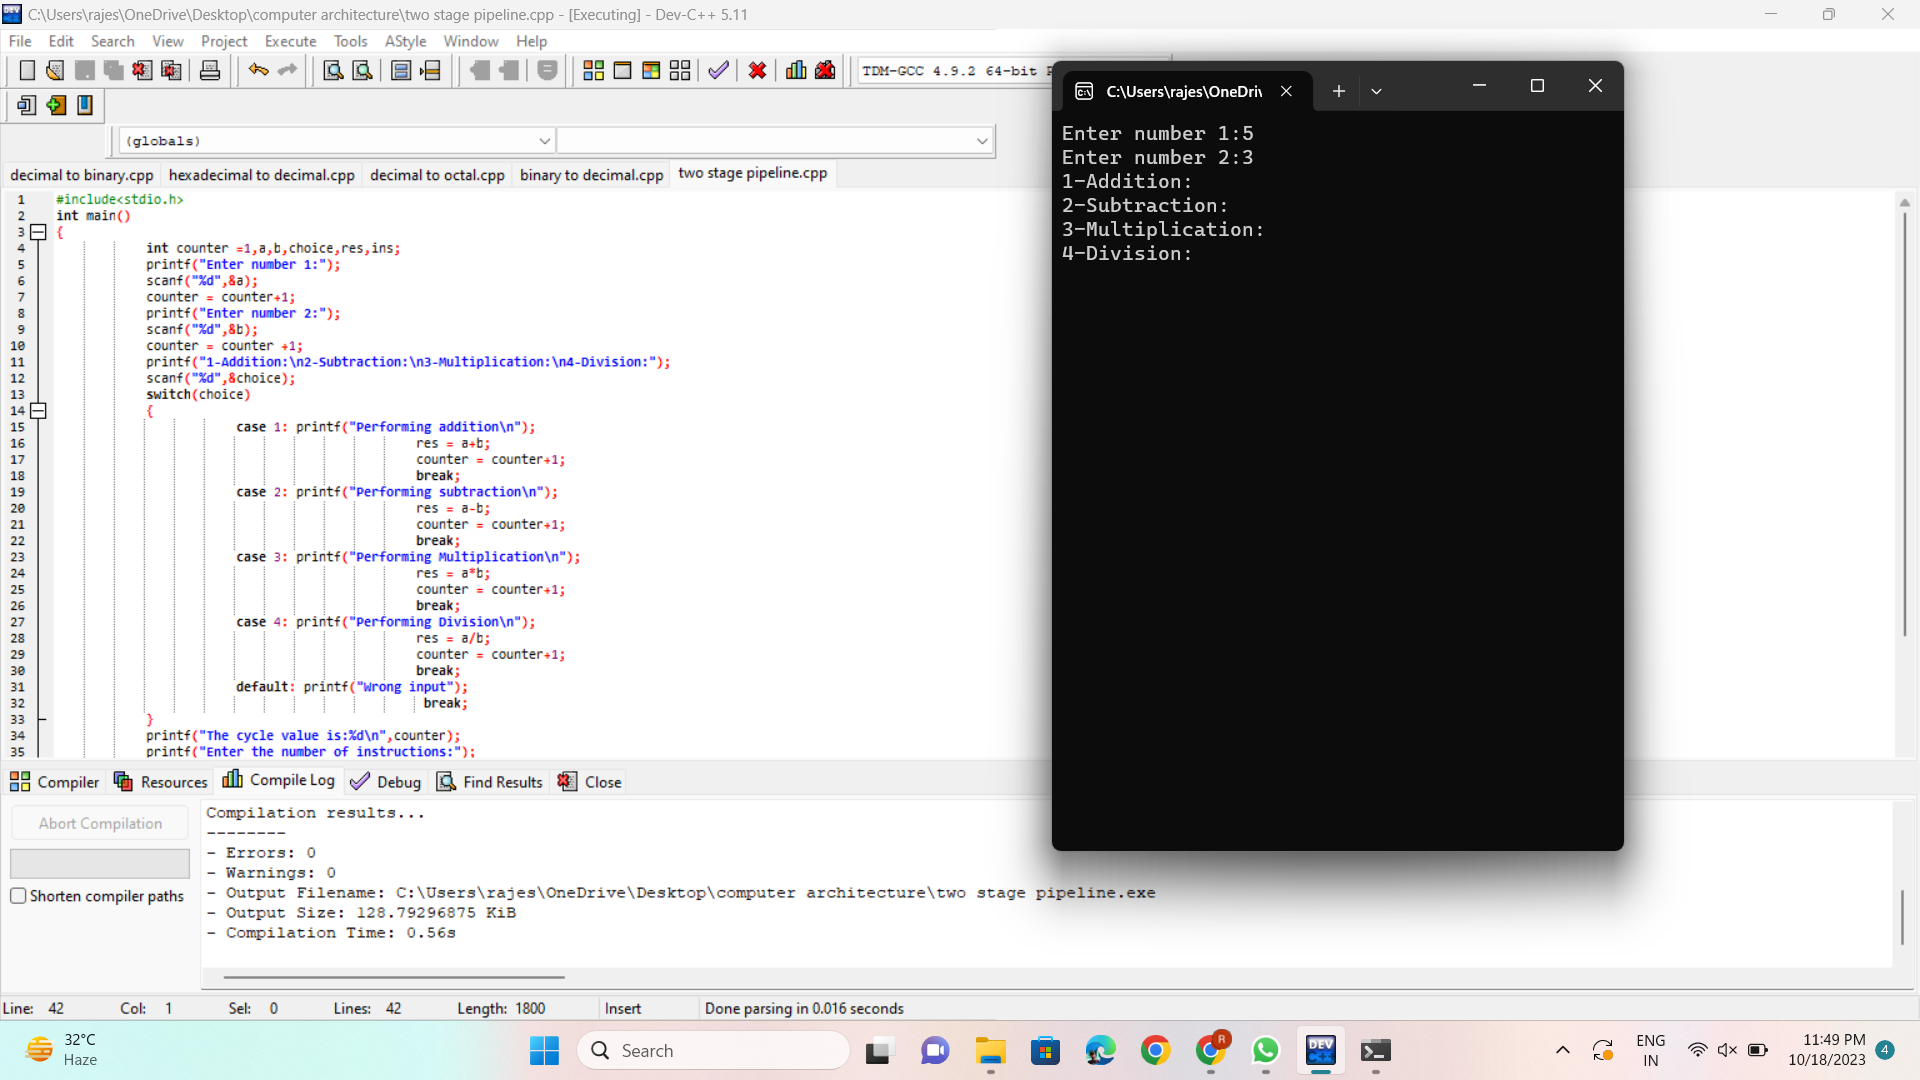 C:\Users\rajes\OneDrive\Desktop\computer architecture\two stage pipeline.cpp - [Executing] - Dev-C++ 5.11
File Edit Search View Project Execute Tools AStyle Window Help
TDM-GCC 4.9.2 64-bit
(globals)
decimal to binary.cpp hexadecimal to decimal.cpp decimal to octal.cpp binary to decimal.cpp two stage pipeline.cpp
1 #include<stdio.h>
2 int main()
3 {
4 int counter =1,a,b,choice,res,ins;
5 printf("Enter number 1:");
6 scanf("%d",&a);
7 counter = counter+1;
8 printf("Enter number 2:");
9 scanf("%d",&b);
10 counter = counter +1;
11 printf("1-Addition:\n2-Subtraction:\n3-Multiplication:\n4-Division:");
12 scanf("%d",&choice);
13 switch(choice)
14 {
15 case 1: printf("Performing addition\n");
16 res = a+b;
17 counter = counter+1;
18 break;
19 case 2: printf("Performing subtraction\n");
20 res = a-b;
21 counter = counter+1;
22 break;
23 case 3: printf("Performing Multiplication\n");
24 res = a*b;
25 counter = counter+1;
26 break;
27 case 4: printf("Performing Division\n");
28 res = a/b;
29 counter = counter+1;
30 break;
31 default: printf("Wrong input");
32 break;
33 }
34 printf("The cycle value is:%d\n",counter);
35 printf("Enter the number of instructions:");
C:\Users\rajes\OneDri
Enter number 1:5
Enter number 2:3
1-Addition:
2-Subtraction:
3-Multiplication:
4-Division:
Compiler Resources Compile Log Debug Find Results Close
Abort Compilation
Shorten compiler paths
Compilation results...
--------
- Errors: 0
- Warnings: 0
- Output Filename: C:\Users\rajes\OneDrive\Desktop\computer architecture\two stage pipeline.exe
- Output Size: 128.79296875 KiB
- Compilation Time: 0.56s
Line: 42 Col: 1 Sel: 0 Lines: 42 Length: 1800 Insert Done parsing in 0.016 seconds
32°C
Haze
Search
R
DEV
ENG
IN
11:49 PM
10/18/2023
4